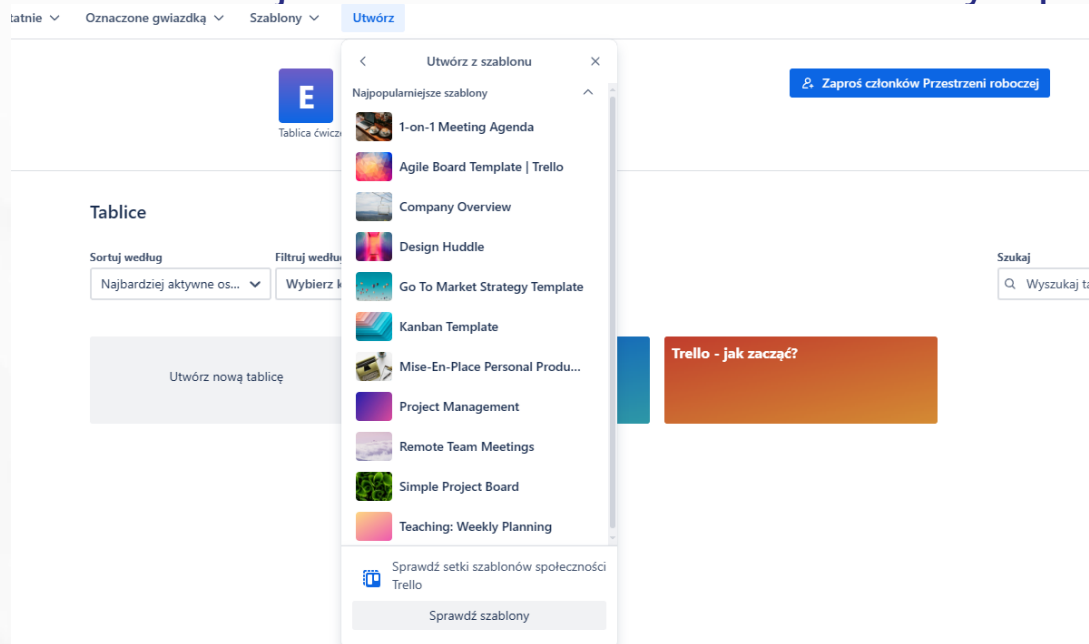 Oznaczone gwiazdką
Szablony
Utwórz
Utwórz z szablonu
Zaproś członków Przestrzeni roboczej
Najpopularniejsze szablony
E
1-on-1 Meeting Agenda
Tablica
Agile Board Template | Trello
Tablice
Company Overview
Design Huddle
Sortuj według
Filtruj
Szukaj
Najbardziej aktywne os...
Wybierz
Go To Market Strategy Template
Wyszukaj
Kanban Template
Trello - jak zacząć?
Mise-En-Place Personal Produ...
Utwórz nową tablicę
Project Management
Remote Team Meetings
Simple Project Board
Teaching: Weekly Planning
Sprawdź setki szablonów społeczności
Trello
Sprawdź szablony